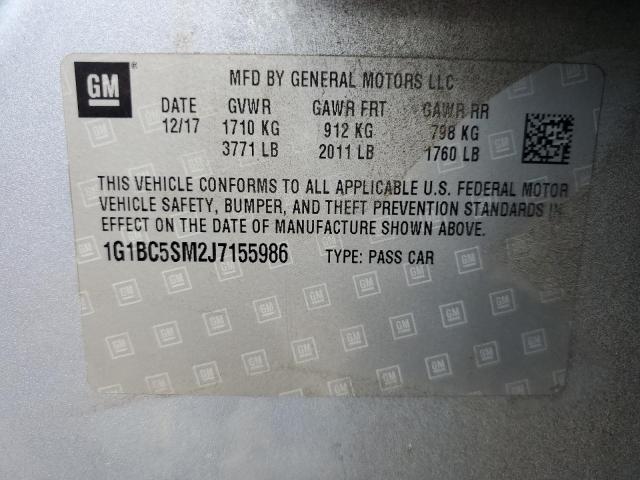 GM ®
MFD BY GENERAL MOTORS LLC
DATE GVWR GAWR FRT GAWR RR
12/17 1710 KG 912 KG 798 KG
3771 LB 2011 LB 1760 LB
THIS VEHICLE CONFORMS TO ALL APPLICABLE U.S. FEDERAL MOTOR
VEHICLE SAFETY, BUMPER, AND THEFT PREVENTION STANDARDS IN
EFFECT ON THE DATE OF MANUFACTURE SHOWN ABOVE.
1G1BC5SM2J7155986 TYPE: PASS CAR